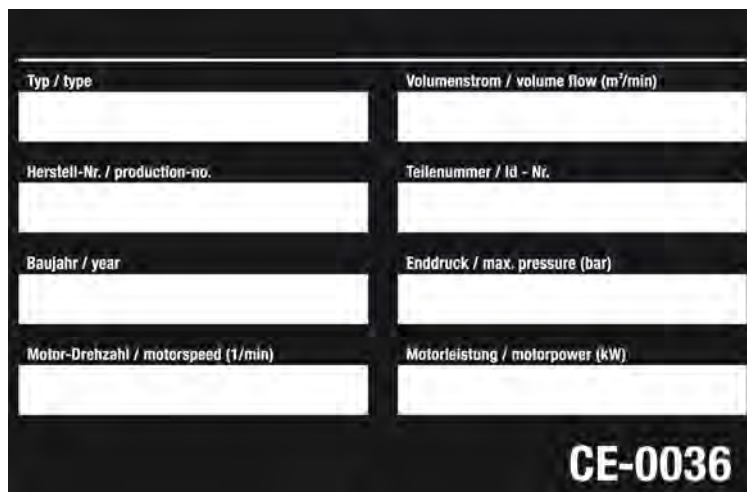 Typ / type
Volumenstrom / volume flow (m³/min)
Herstell-Nr. / production-no.
Teilenummer / Id - Nr.
Baujahr / year
Enddruck / max. pressure (bar)
Motor-Drehzahl / motorspeed (1/min)
Motorleistung / motorpower (kW)
CE-0036